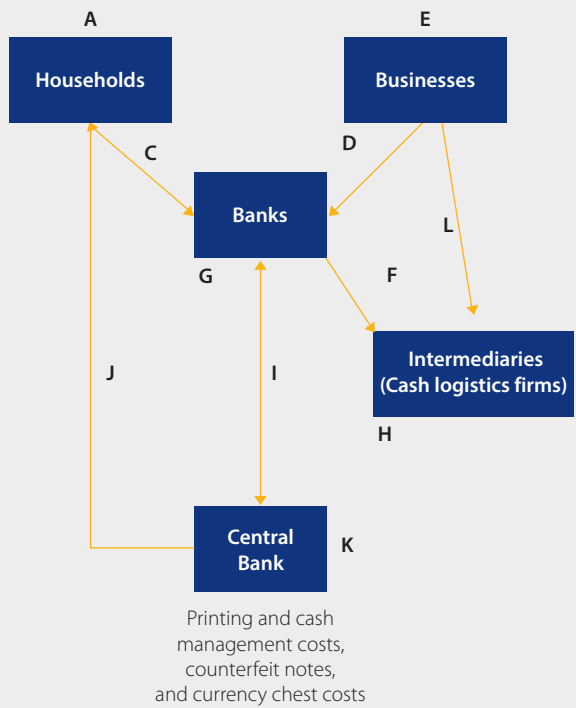 A
E
Households
Businesses
C
D
Banks
L
G
F
Intermediaries
(Cash logistics firms)
J
I
H
Central
Bank
K
Printing and cash
management costs,
counterfeit notes,
and currency chest costs